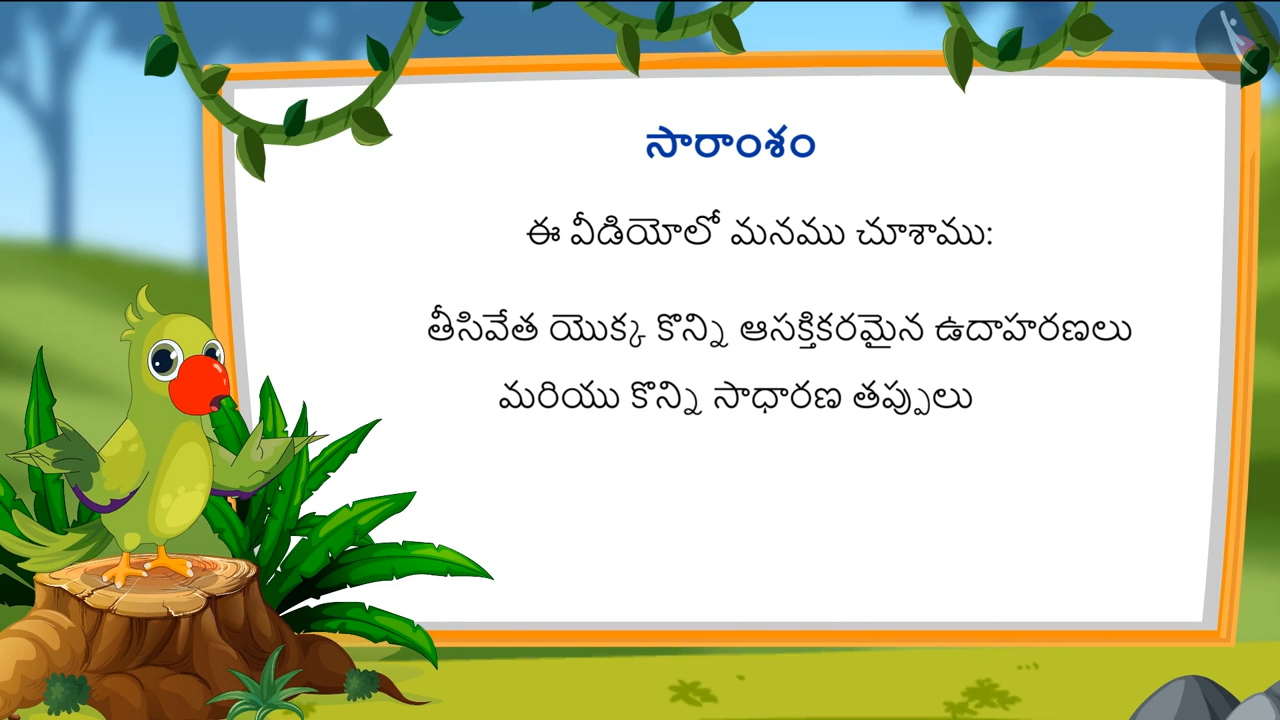 సారాంశం
ఈ వీడియోలో మనము చూశాము:
తీసివేత యొక్క కొన్ని ఆసక్తికరమైన ఉదాహరణలు
మరియు కొన్ని సాధారణ తప్పులు